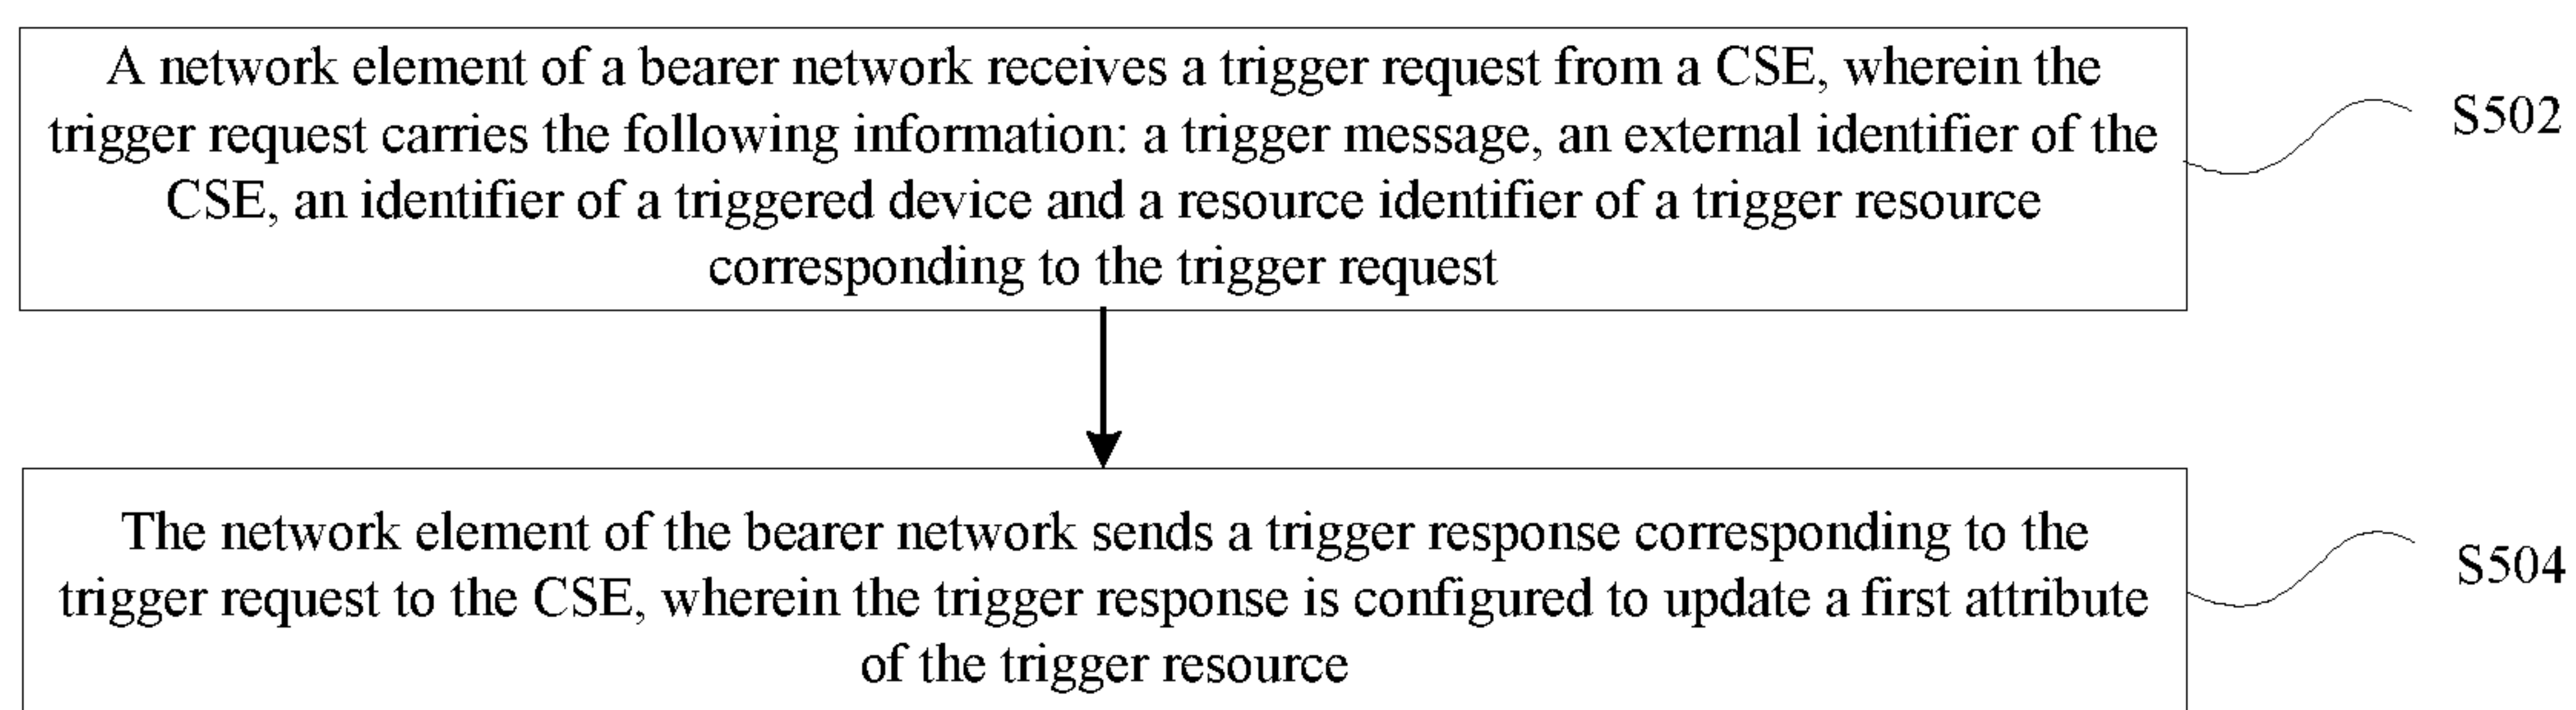 A network element of a bearer network receives a trigger request from a CSE, wherein the
trigger request carries the following information: a trigger message, an external identifier of the
CSE, an identifier of a triggered device and a resource identifier of a trigger resource
corresponding to the trigger request
S502
The network element of the bearer network sends a trigger response corresponding to the
trigger request to the CSE, wherein the trigger response is configured to update a first attribute
of the trigger resource
S504